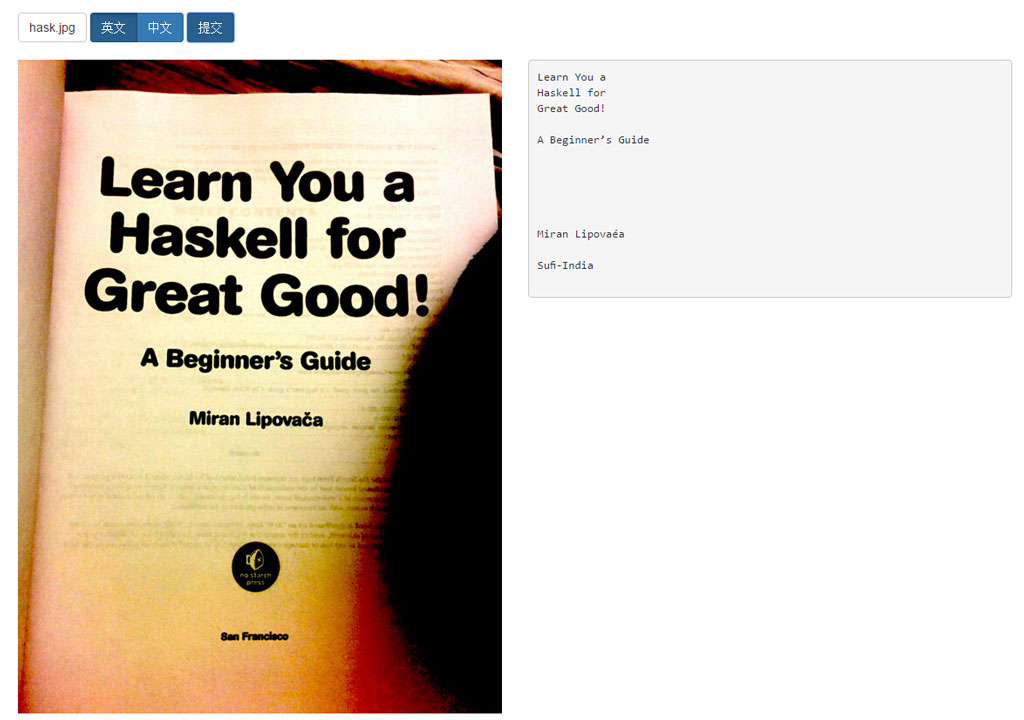 hask.jpg 英文 中文 提交
Learn You a
Haskell for
Great Good!
A Beginner's Guide
Miran Lipovača
no starch
press
San Francisco
Learn You a
Haskell for
Great Good!
A Beginner’s Guide
Miran Lipovaéa
Sufi-India